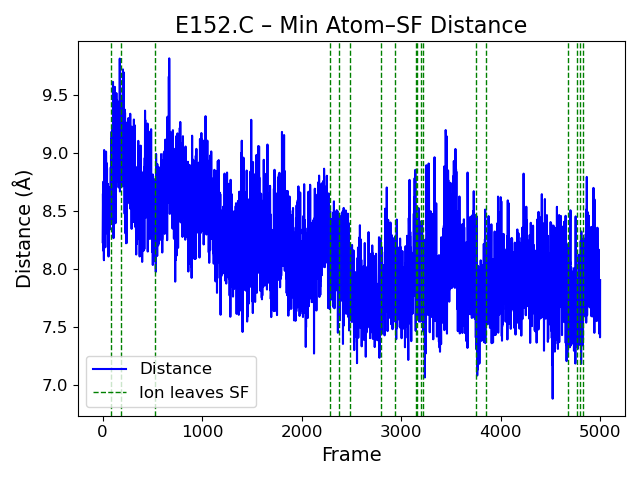 E152.C – Min Atom–SF Distance
Distance (Å)
9.5
9.0
8.5
8.0
7.5
7.0
Distance
Ion leaves SF
0
1000
2000
3000
4000
5000
Frame